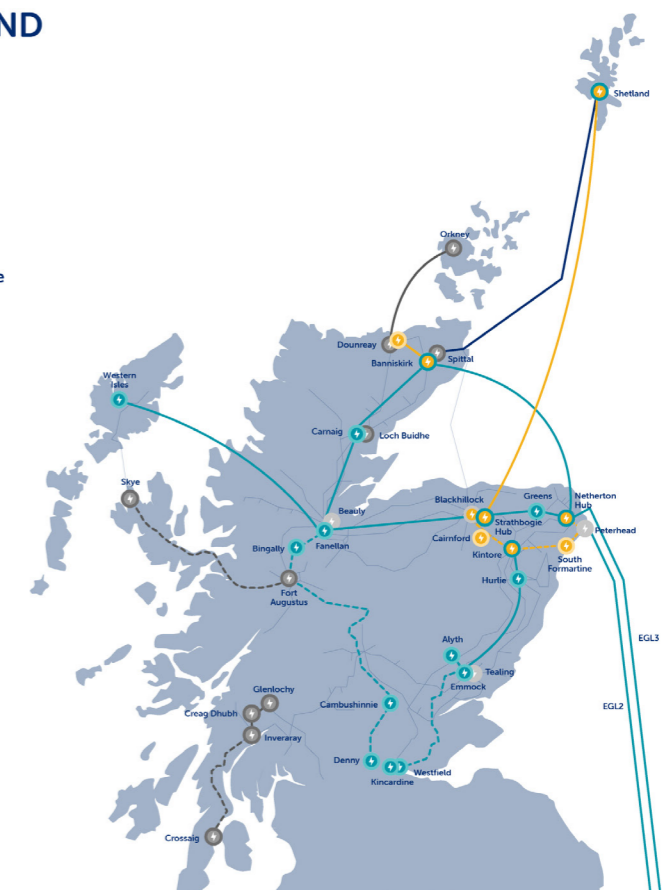 ND
e
Shetland
Orkney
Dounreay
Banniskirk
Spittal
Western
Isles
Carnaig
Loch Buidhe
Skye
Beauly
Fanellan
Bingally
Fort
Augustus
Blackhillock
Greens
Netherton
Hub
Strathbogie
Hub
Peterhead
Cairnford
Kintore
South
Formartine
Hurlie
EGL3
Alyth
Tealing
Emmock
EGL2
Glenlochy
Cambushinnie
Creag Dhubh
Inveraray
Denny
Westfield
Kincardine
Crossaig